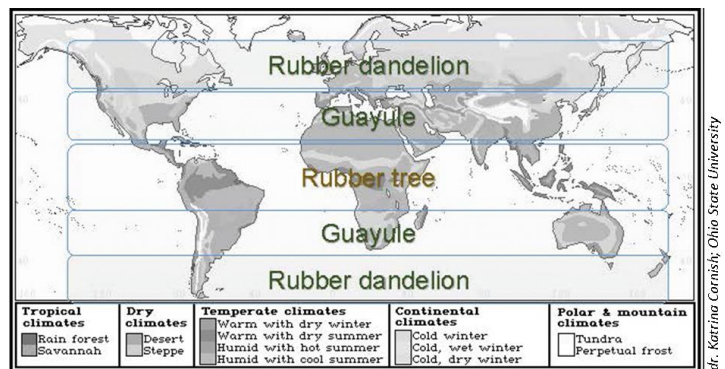 Rubber dandelion
Guayule
Rubber tree
Guayule
Rubber dandelion
Tropical
climates
Rain forest
Savannah
Dry
climates
Desert
Steppe
Temperate climates
Warm with dry winter
Warm with dry summer
Humid with hot summer
Humid with cool summer
Continental
climates
Cold winter
Cold, wet winter
Cold, dry winter
Polar & mountain
climates
Tundra
Perpetual frost
dr. Katrina Cornish, Ohio State University